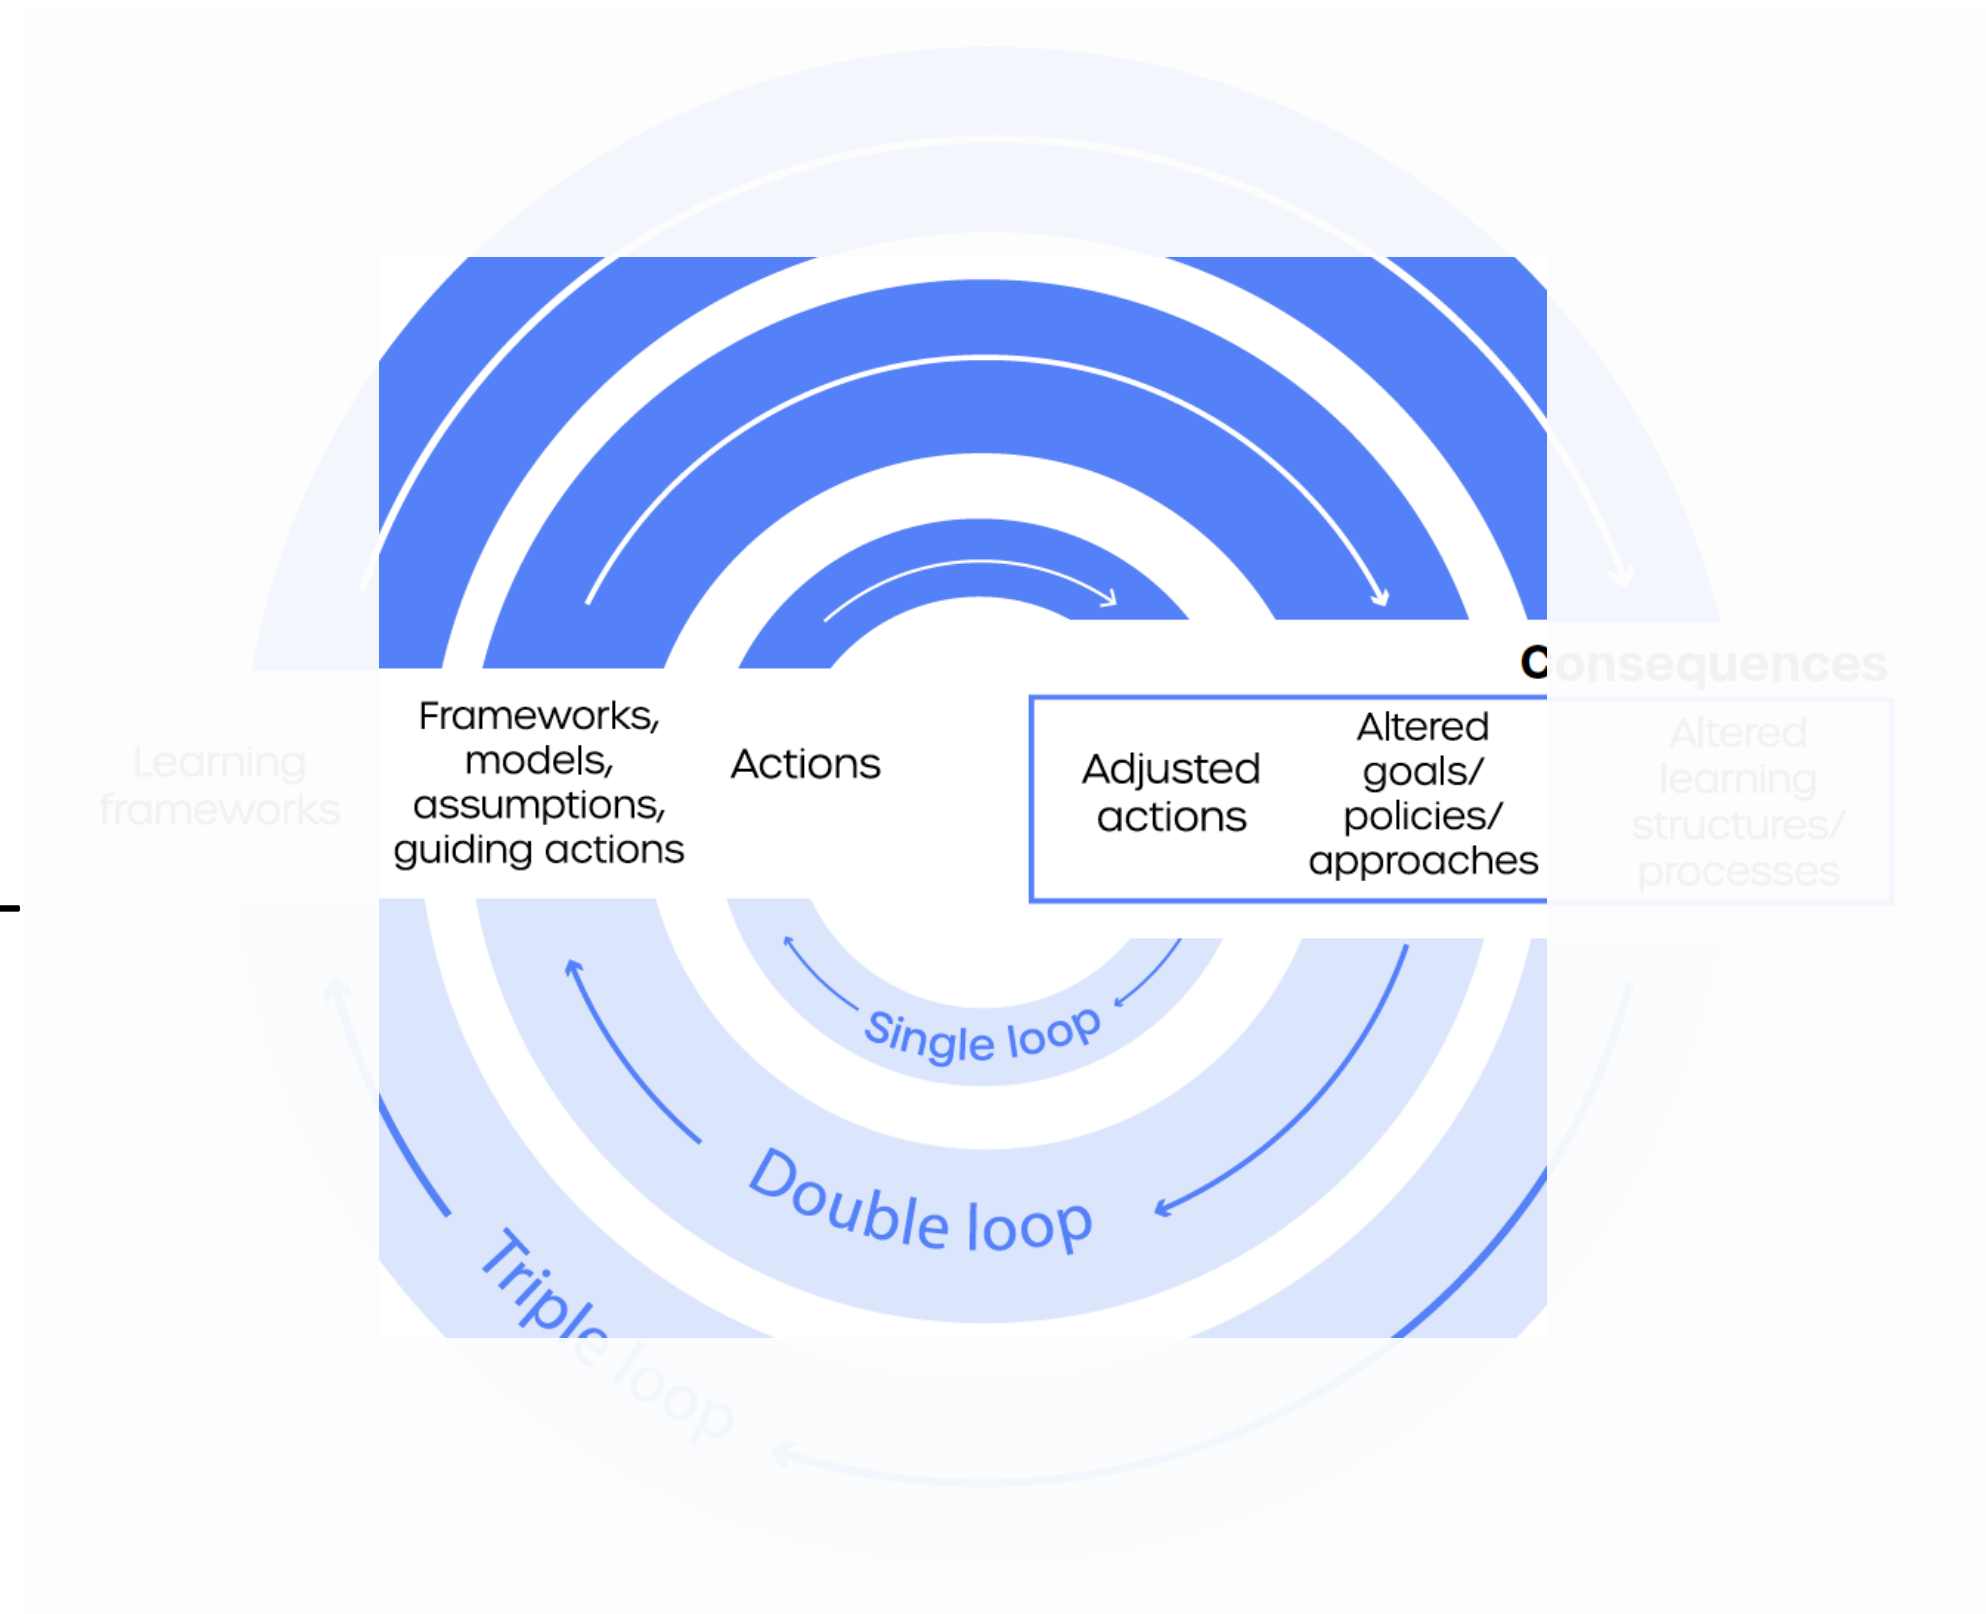 Consequences
Learning
frameworks
Frameworks,
models,
assumptions,
guiding actions
Actions
Adjusted
actions
Altered
goals/
policies/
approaches
Altered
learning
structures/
processes
Single loop
Double loop
Triple loop